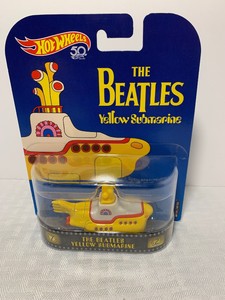 Hot Wheels
50
THE
BEATLES
Yellow Submarine
THE BEATLES
YELLOW SUBMARINE